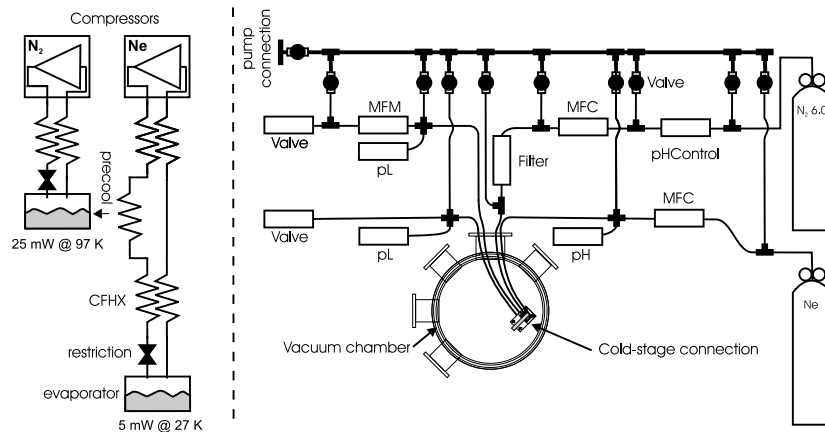 Compressors
N2
Ne
precool
25 mW @ 97 K
CFHX
restriction
evaporator
5 mW @ 27 K
pump
connection
Valve
MFM
MFC
N2 6.0
Valve
pL
Filter
pHControl
MFC
Valve
pL
pH
Ne
Vacuum chamber
Cold-stage connection